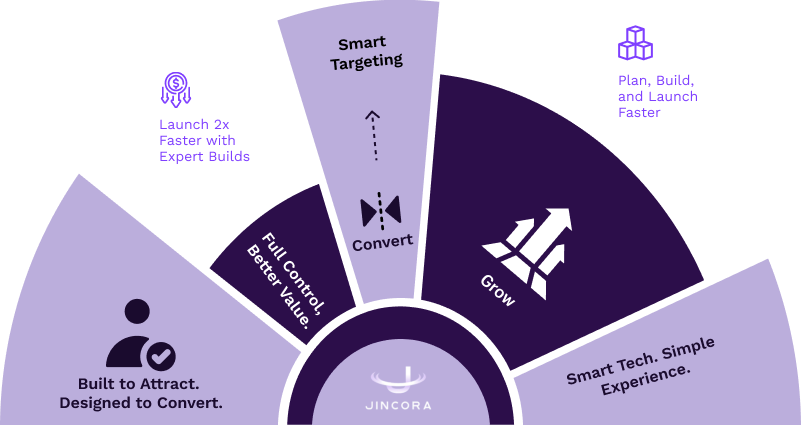 Smart
Targeting
Launch 2x
Faster with
Expert Builds
Plan, Build,
and Launch
Faster
Convert
Full Control,
Better Value.
Grow
Built to Attract.
Designed to Convert.
Smart Tech. Simple
Experience.
JINCORA